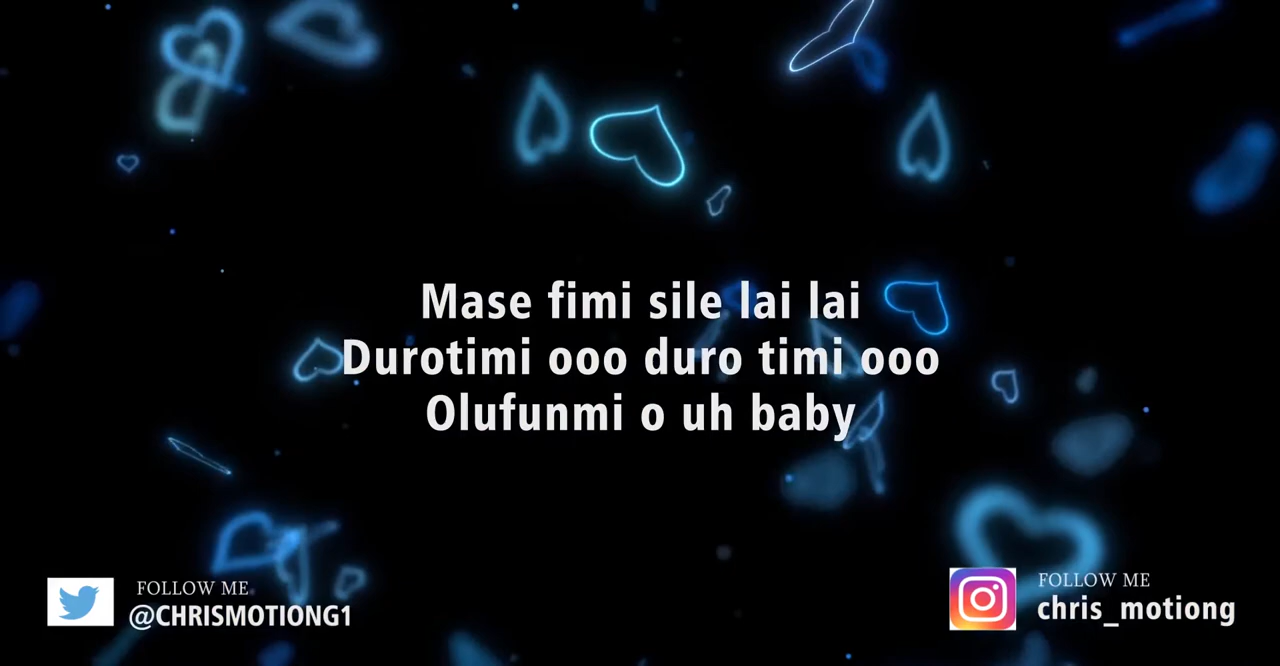 Mase fimi sile lai lai
Durotimi ooo duro timi ooo
Olufunmi o uh baby
FOLLOW ME
@CHRISMOTIONG1
FOLLOW ME
chris_motiong